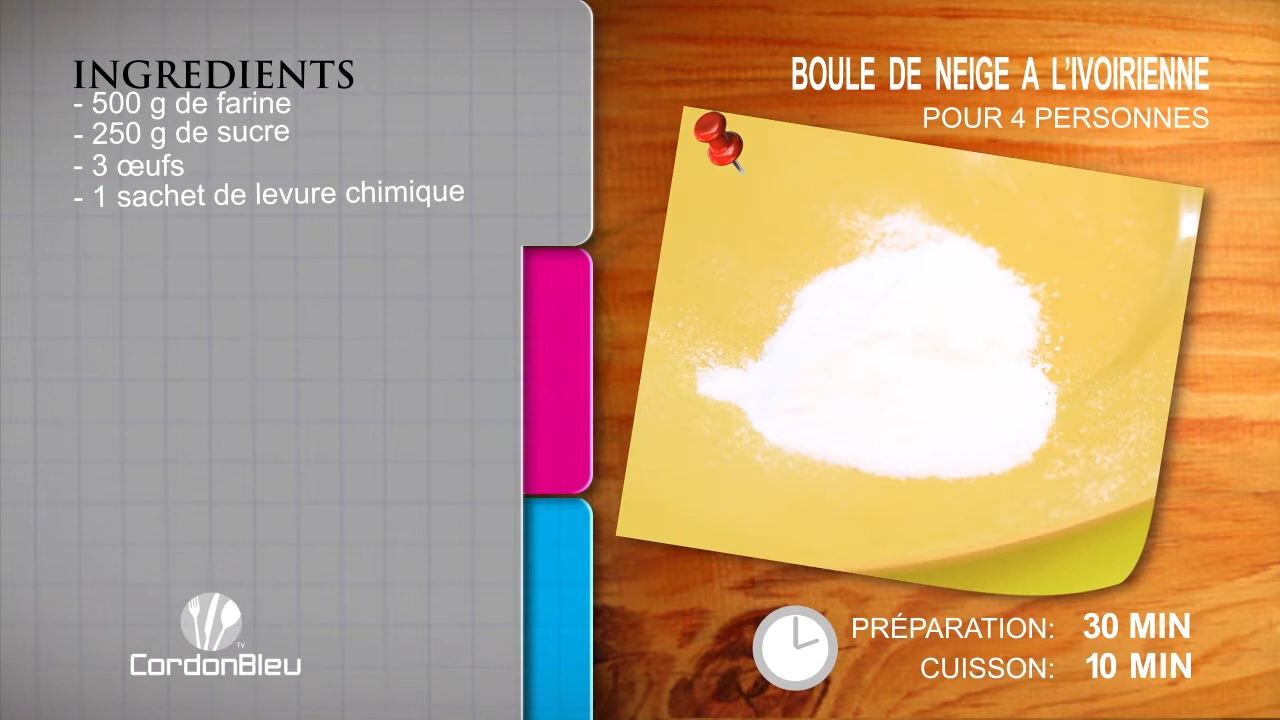 INGREDIENTS
- 500 g de farine
- 250 g de sucre
- 3 œufs
- 1 sachet de levure chimique
BOULE DE NEIGE A L'IVOIRIENNE
POUR 4 PERSONNES
PRÉPARATION: 30 MIN
CUISSON: 10 MIN
TV
CordonBleu